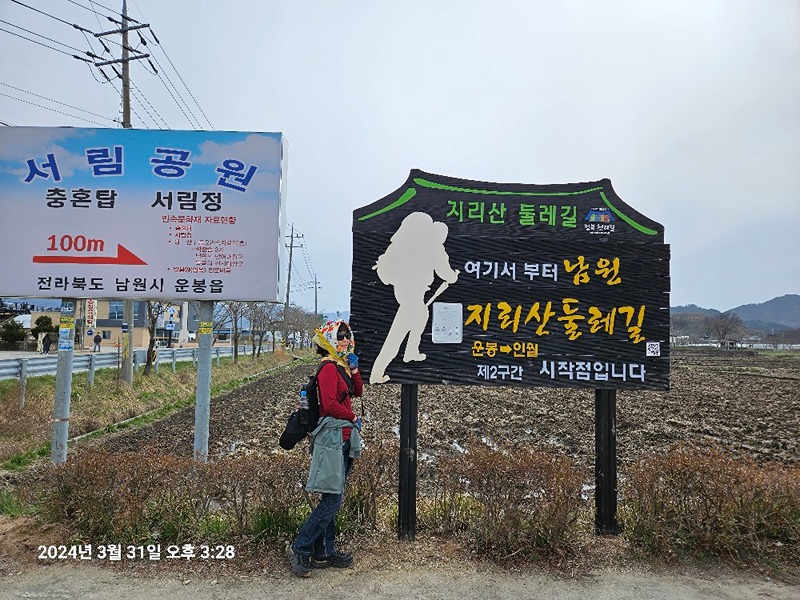 서림공원
충혼탑 서림정
민속문화재 자료현황
100m
전라북도 남원시 운봉읍
지리산 둘레길
여기서 부터 남원
지리산둘레길
운봉➡인월
제2구간 시작점입니다
2024년 3월 31일 오후 3:28